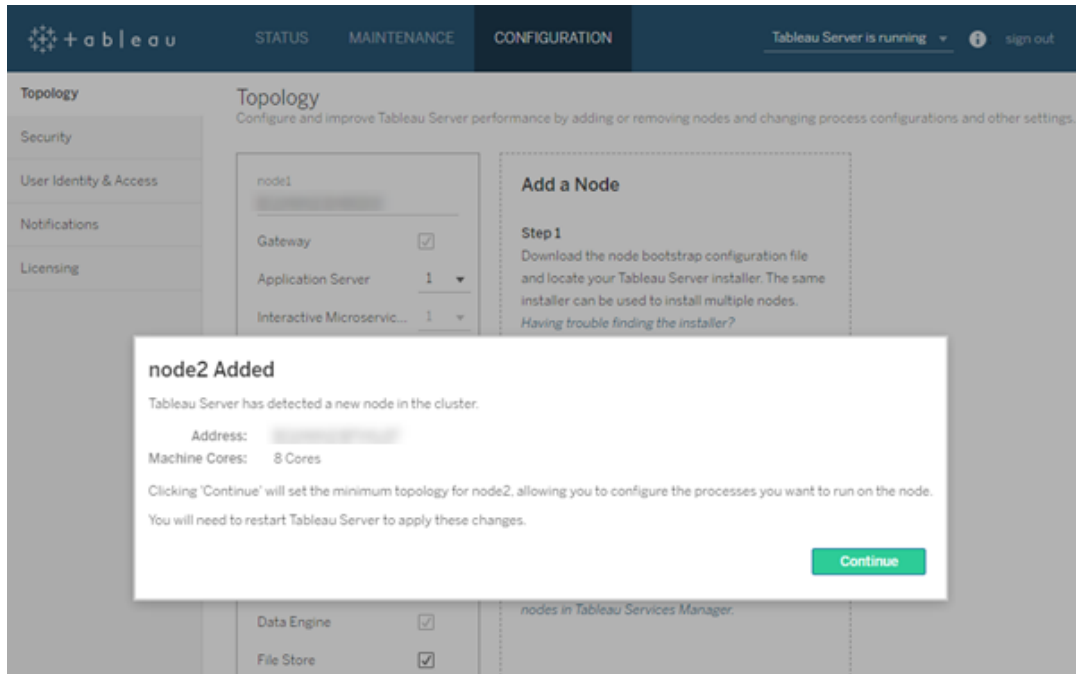 +ableau
STATUS MAINTENANCE CONFIGURATION Tableau Server is running sign out
Topology
Security
User Identity & Access
Notifications
Licensing
Topology
Configure and improve Tableau Server performance by adding or removing nodes and changing process configurations and other settings.
node1
Gateway
Application Server 1
Interactive Microservic... 1
Add a Node
Step 1
Download the node bootstrap configuration file
and locate your Tableau Server installer. The same
installer can be used to install multiple nodes.
Having trouble finding the installer?
node2 Added
Tableau Server has detected a new node in the cluster.
Address:
Machine Cores: 8 Cores
Clicking 'Continue' will set the minimum topology for node2, allowing you to configure the processes you want to run on the node.
You will need to restart Tableau Server to apply these changes.
Continue
Data Engine
File Store
nodes in Tableau Services Manager.